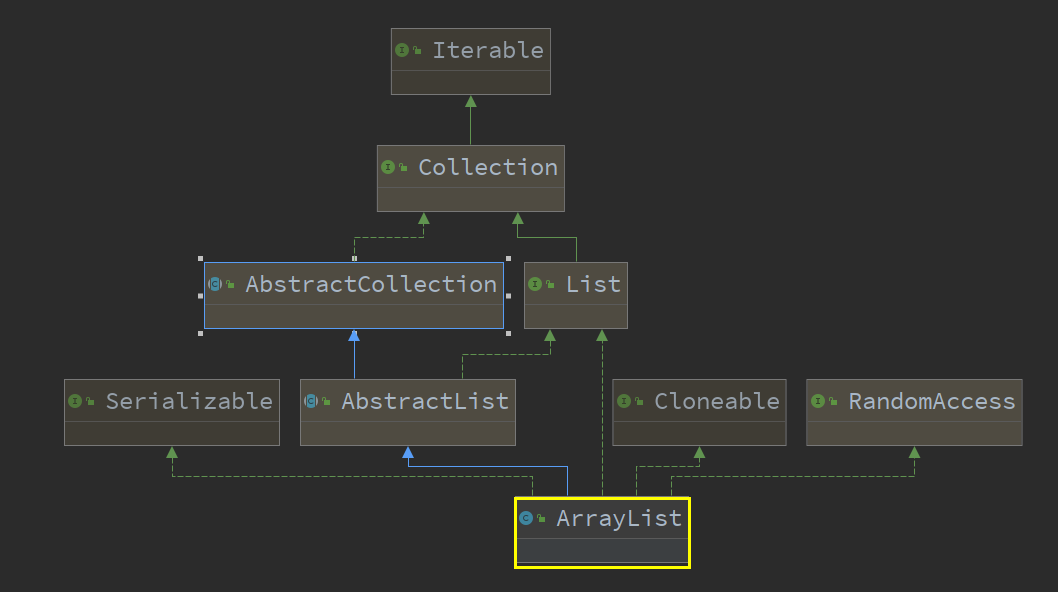 Iterable
Collection
AbstractCollection
List
Serializable
AbstractList
Cloneable
RandomAccess
ArrayList